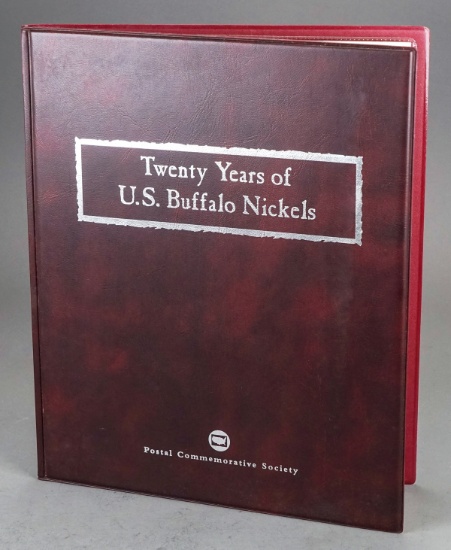 Twenty Years of
U.S. Buffalo Nickels
Postal Commemorative Society